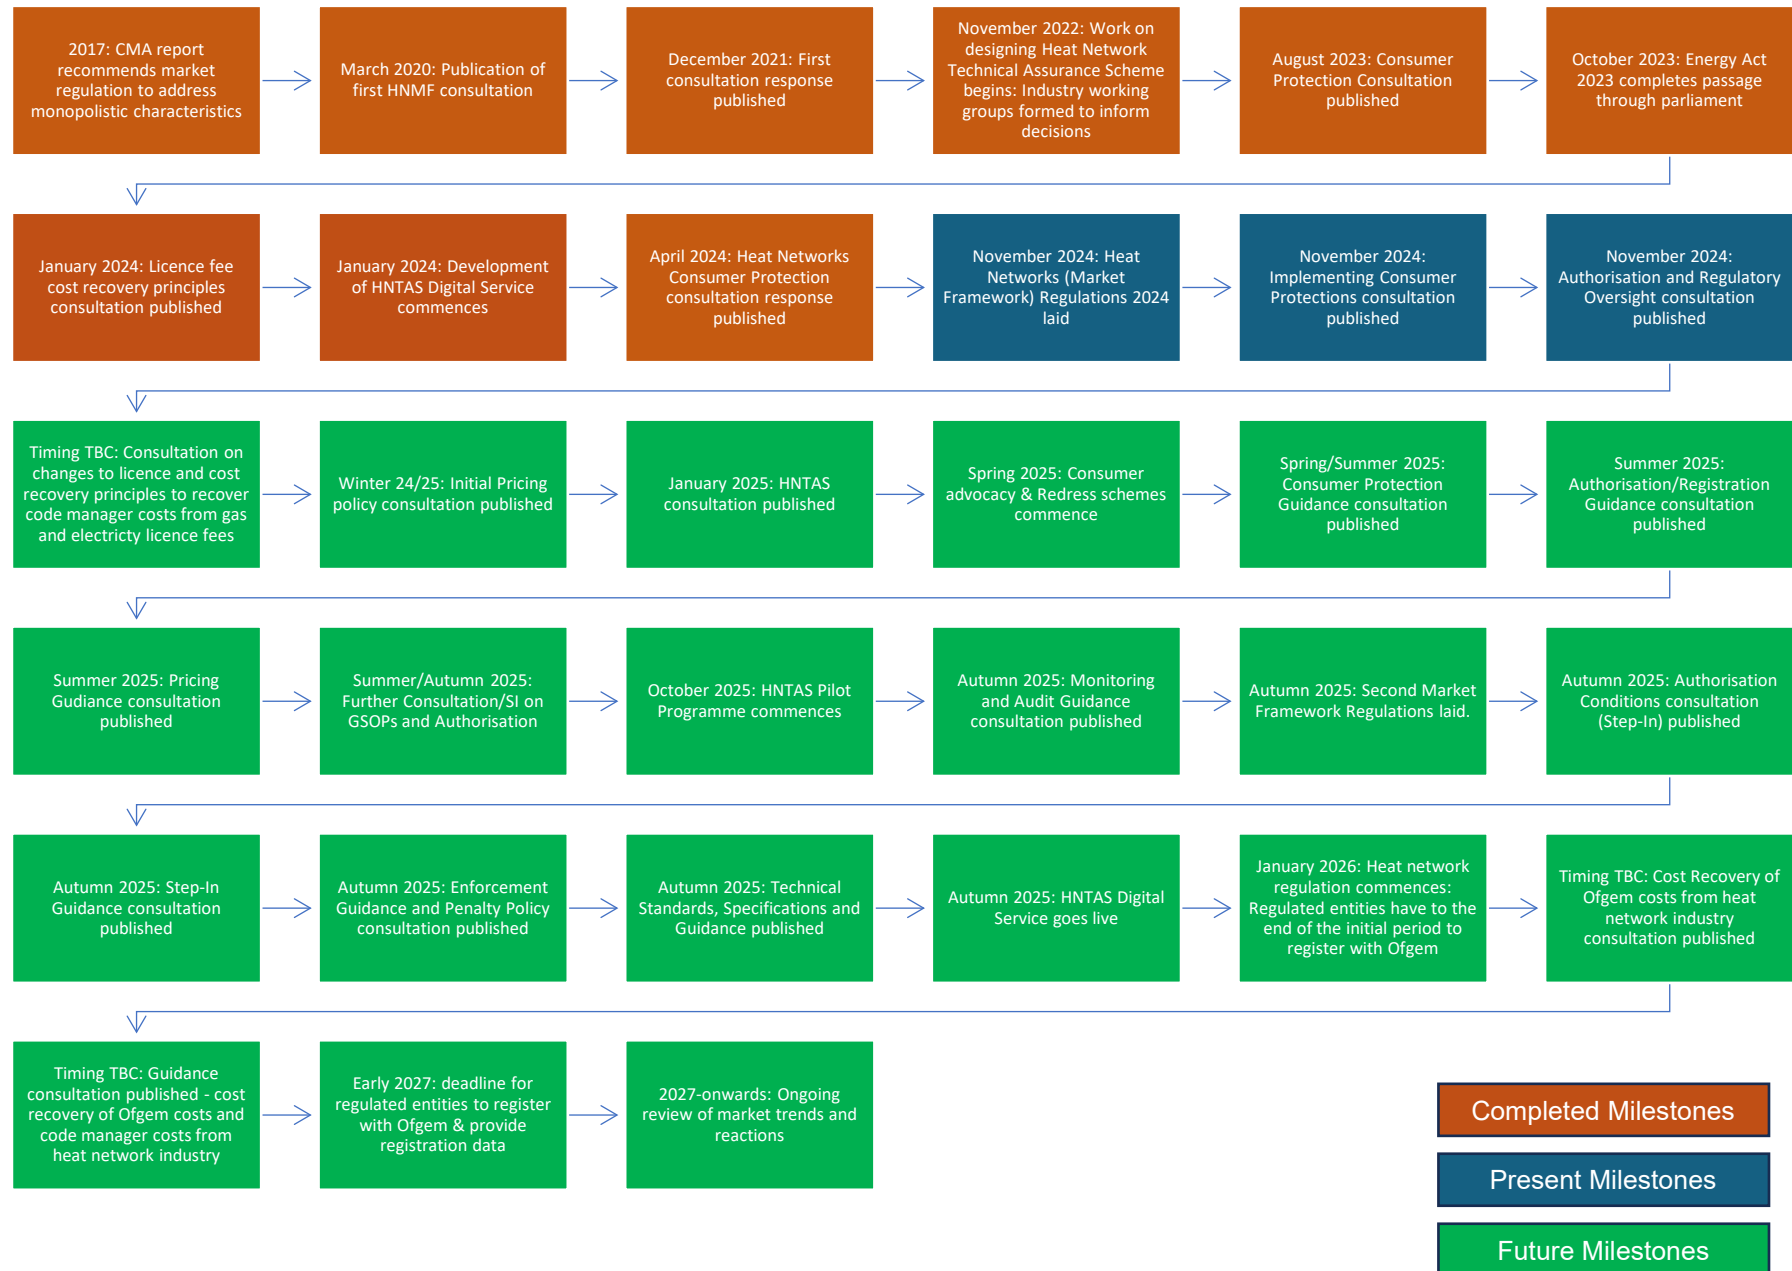 2017: CMA report
recommends market
regulation to address
monopolistic characteristics
March 2020: Publication of
first HNMF consultation
December 2021: First
consultation response
published
November 2022: Work on
designing Heat Network
Technical Assurance Scheme
begins: Industry working
groups formed to inform
decisions
August 2023: Consumer
Protection Consultation
published
October 2023: Energy Act
2023 completes passage
through parliament
January 2024: Licence fee
cost recovery principles
consultation published
January 2024: Development
of HNTAS Digital Service
commences
April 2024: Heat Networks
Consumer Protection
consultation response
published
November 2024: Heat
Networks (Market
Framework) Regulations 2024
laid
November 2024:
Implementing Consumer
Protections consultation
published
November 2024:
Authorisation and Regulatory
Oversight consultation
published
Timing TBC: Consultation on
changes to licence and cost
recovery principles to recover
code manager costs from gas
and electricty licence fees
Winter 24/25: Initial Pricing
policy consultation published
January 2025: HNTAS
consultation published
Spring 2025: Consumer
advocacy & Redress schemes
commence
Spring/Summer 2025:
Consumer Protection
Guidance consultation
published
Summer 2025:
Authorisation/Registration
Guidance consultation
published
Summer 2025: Pricing
Gudiance consultation
published
Summer/Autumn 2025:
Further Consultation/SI on
GSOPs and Authorisation
October 2025: HNTAS Pilot
Programme commences
Autumn 2025: Monitoring
and Audit Guidance
consultation published
Autumn 2025: Second Market
Framework Regulations laid.
Autumn 2025: Authorisation
Conditions consultation
(Step-In) published
Autumn 2025: Step-In
Guidance consultation
published
Autumn 2025: Enforcement
Guidance and Penalty Policy
consultation published
Autumn 2025: Technical
Standards, Specifications and
Guidance published
Autumn 2025: HNTAS Digital
Service goes live
January 2026: Heat network
regulation commences:
Regulated entities have to the
end of the initial period to
register with Ofgem
Timing TBC: Cost Recovery of
Ofgem costs from heat
network industry
consultation published
Timing TBC: Guidance
consultation published - cost
recovery of Ofgem costs and
code manager costs from
heat network industry
Early 2027: deadline for
regulated entities to register
with Ofgem & provide
registration data
2027-onwards: Ongoing
review of market trends and
reactions
Completed Milestones
Present Milestones
Future Milestones